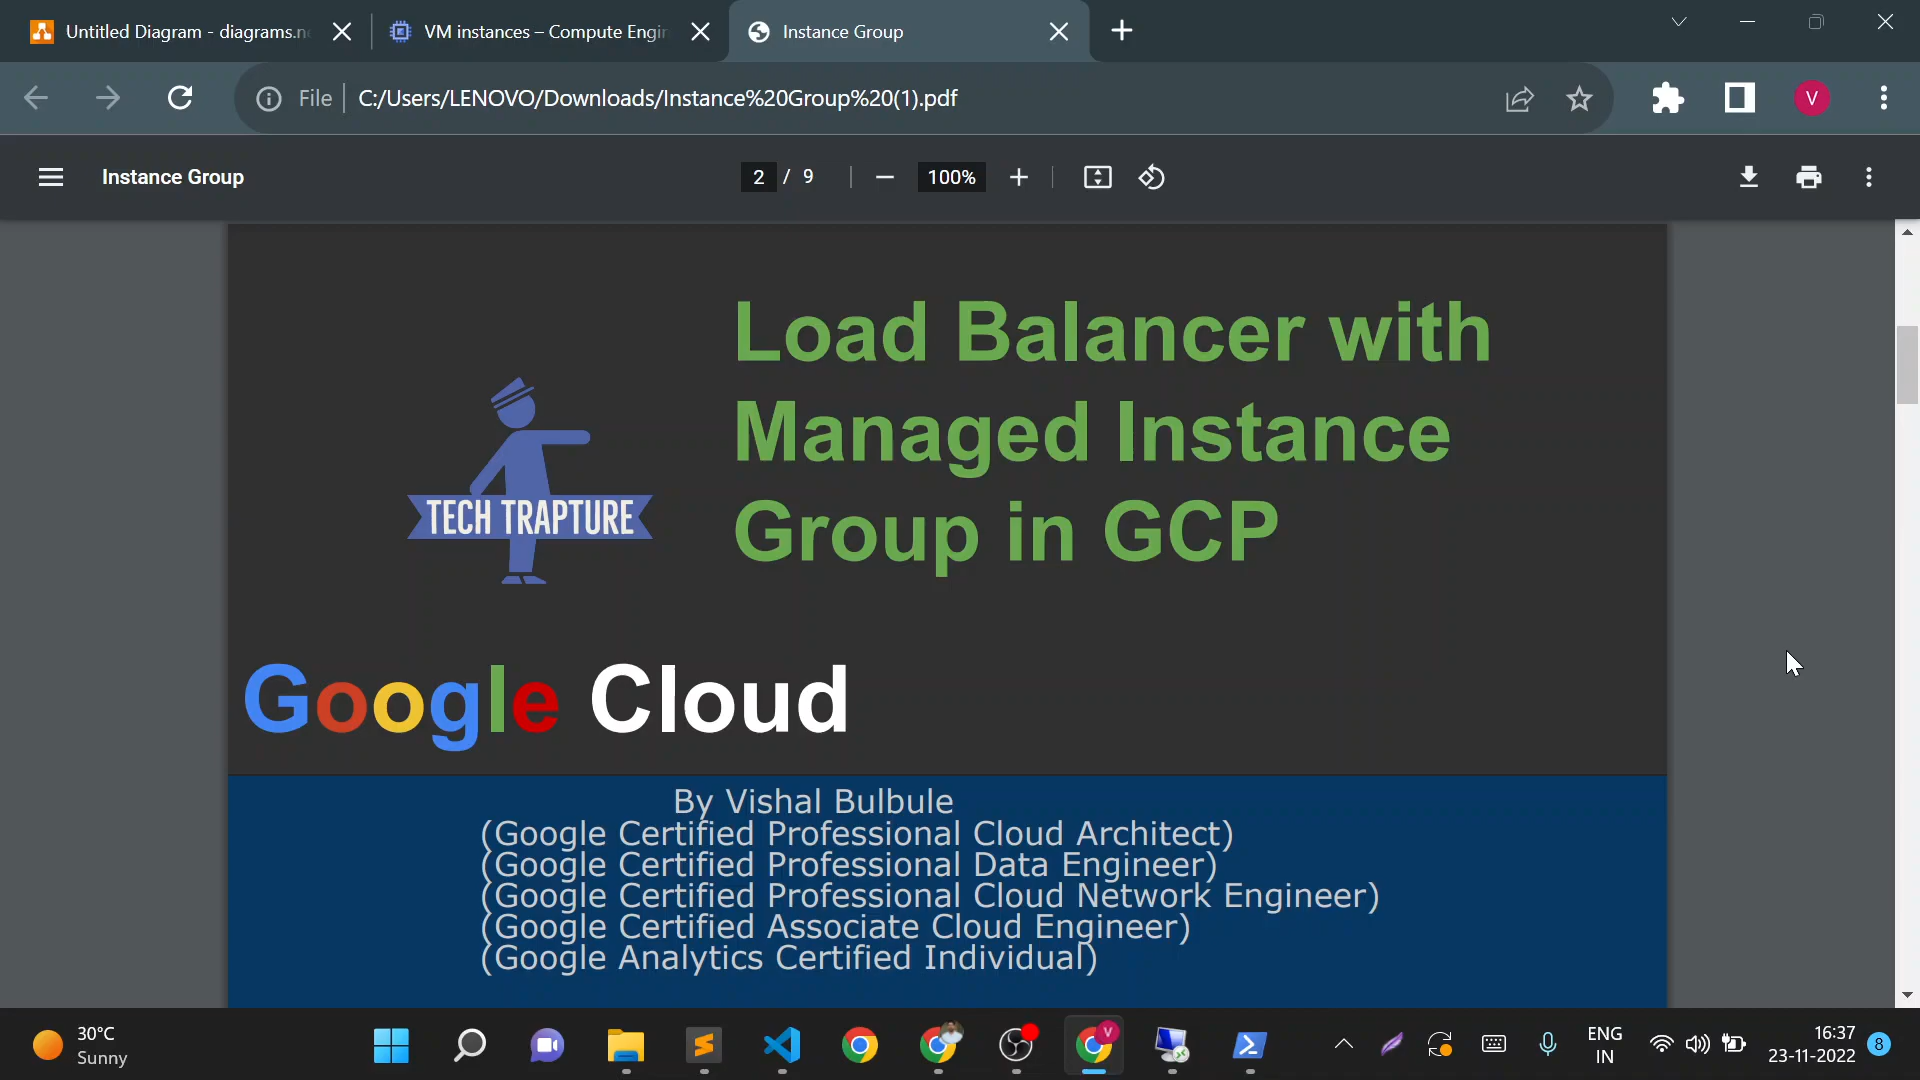 Untitled Diagram - diagrams.n
VM instances – Compute Engin
Instance Group
File
C:/Users/LENOVO/Downloads/Instance%20Group%20(1).pdf
V
Instance Group
2 / 9
100%
Load Balancer with
Managed Instance
Group in GCP
TECH TRAPTURE
Google Cloud
By Vishal Bulbule
(Google Certified Professional Cloud Architect)
(Google Certified Professional Data Engineer)
(Google Certified Professional Cloud Network Engineer)
(Google Certified Associate Cloud Engineer)
(Google Analytics Certified Individual)
30°C
Sunny
V
ENG
IN
16:37
23-11-2022
8